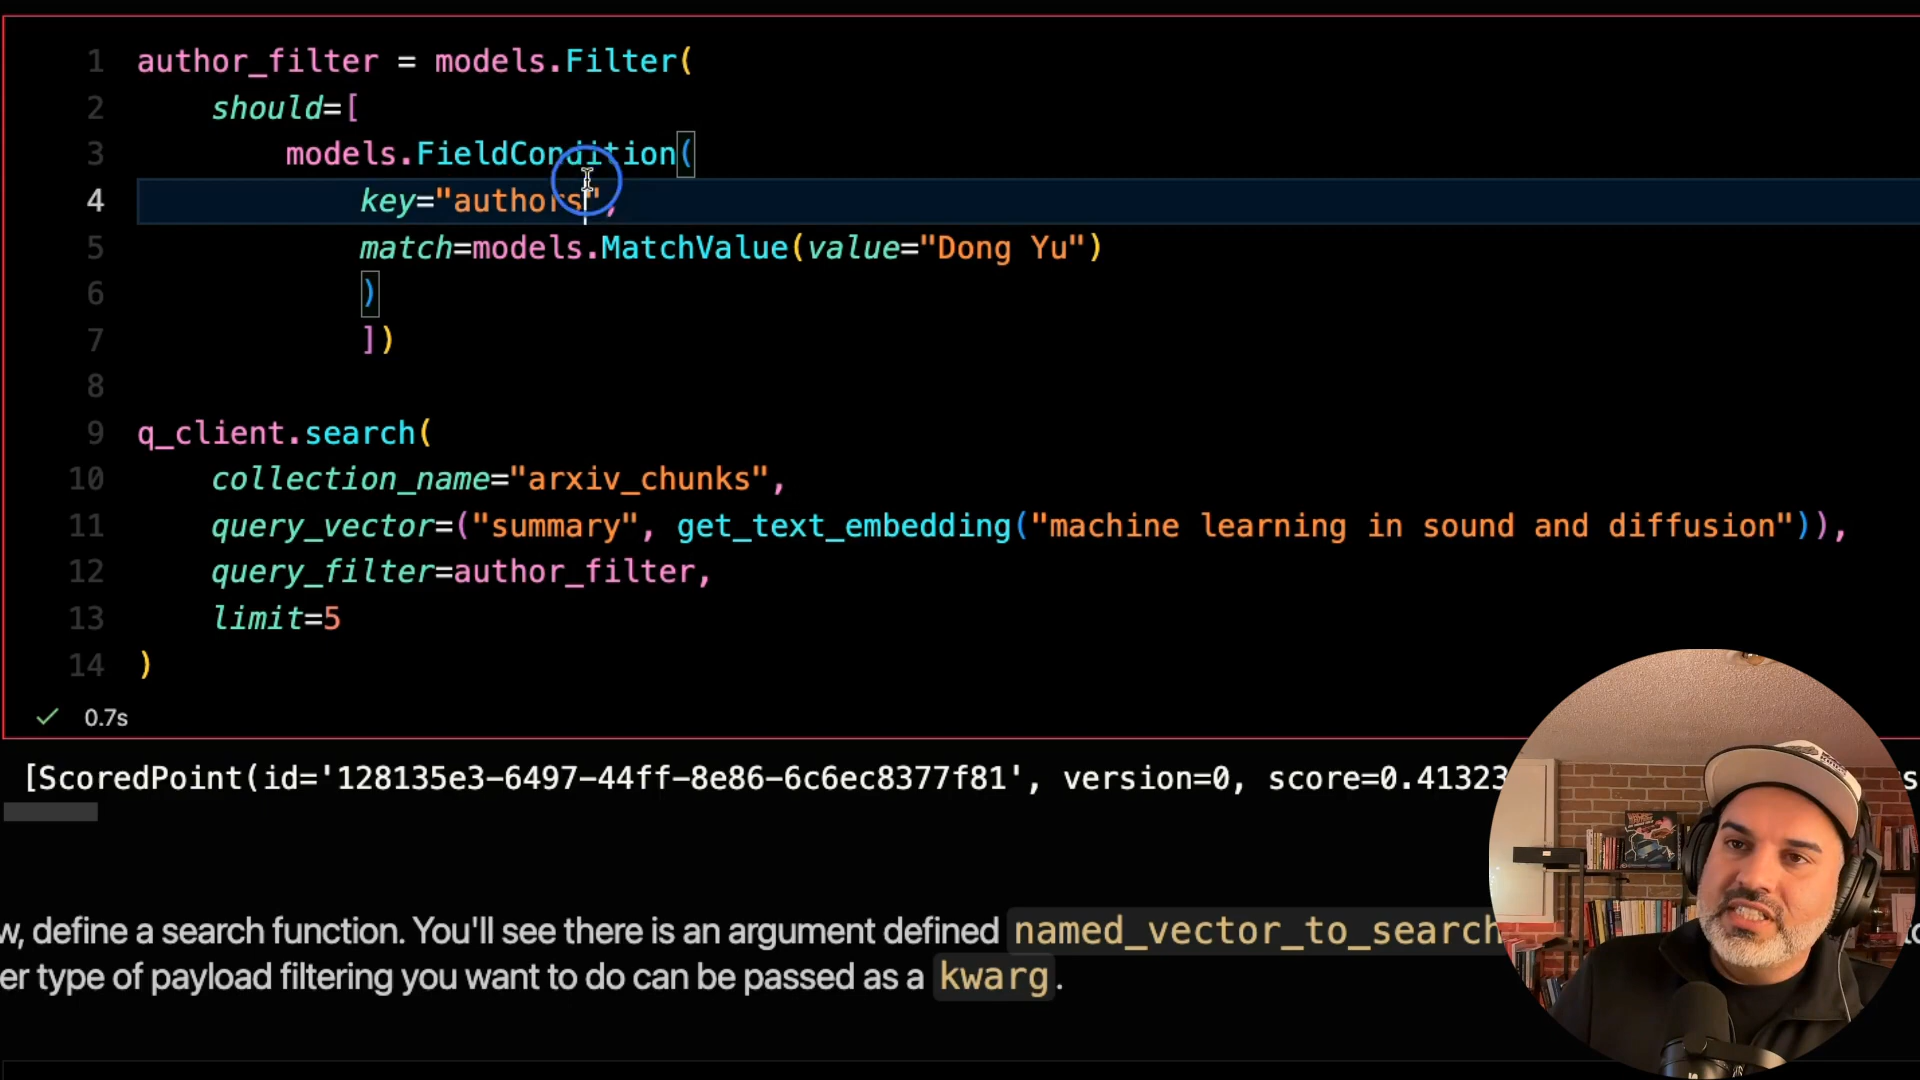 1 author_filter = models.Filter(
2 should=[
3 models.FieldCondition(
4 key="authors",
5 match=models.MatchValue(value="Dong Yu")
6 )
7 ])
8
9 q_client.search(
10 collection_name="arxiv_chunks",
11 query_vector=("summary", get_text_embedding("machine learning in sound and diffusion")),
12 query_filter=author_filter,
13 limit=5
14 )
0.7s
[ScoredPoint(id='128135e3-6497-44ff-8e86-6c6ec8377f81', version=0, score=0.41323
w, define a search function. You'll see there is an argument defined named_vector_to_search
er type of payload filtering you want to do can be passed as a kwarg.